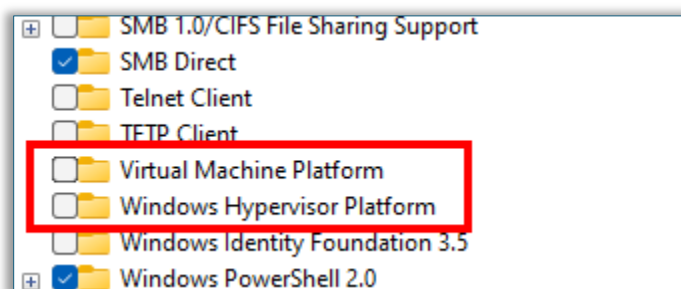 SMB 1.0/CIFS File Sharing Support
SMB Direct
Telnet Client
TFTP Client
Virtual Machine Platform
Windows Hypervisor Platform
Windows Identity Foundation 3.5
Windows PowerShell 2.0